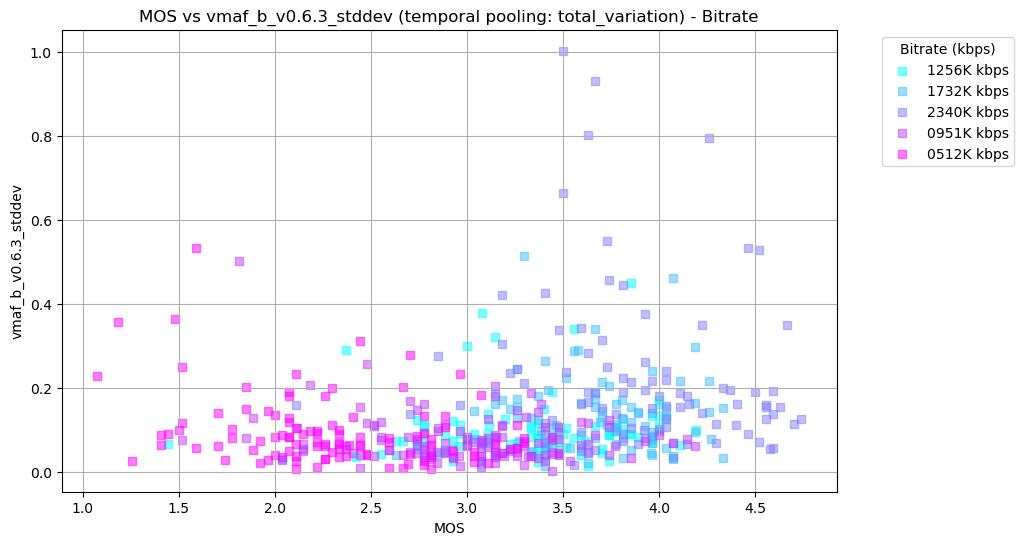 MOS vs vmaf_b_v0.6.3_stddev (temporal pooling: total_variation) - Bitrate
1.0
0.8
0.6
0.4
0.2
0.0
vmaf_b_v0.6.3_stddev
1.0 1.5 2.0 2.5 3.0 3.5 4.0 4.5
MOS
Bitrate (kbps)
1256K kbps
1732K kbps
2340K kbps
0951K kbps
0512K kbps